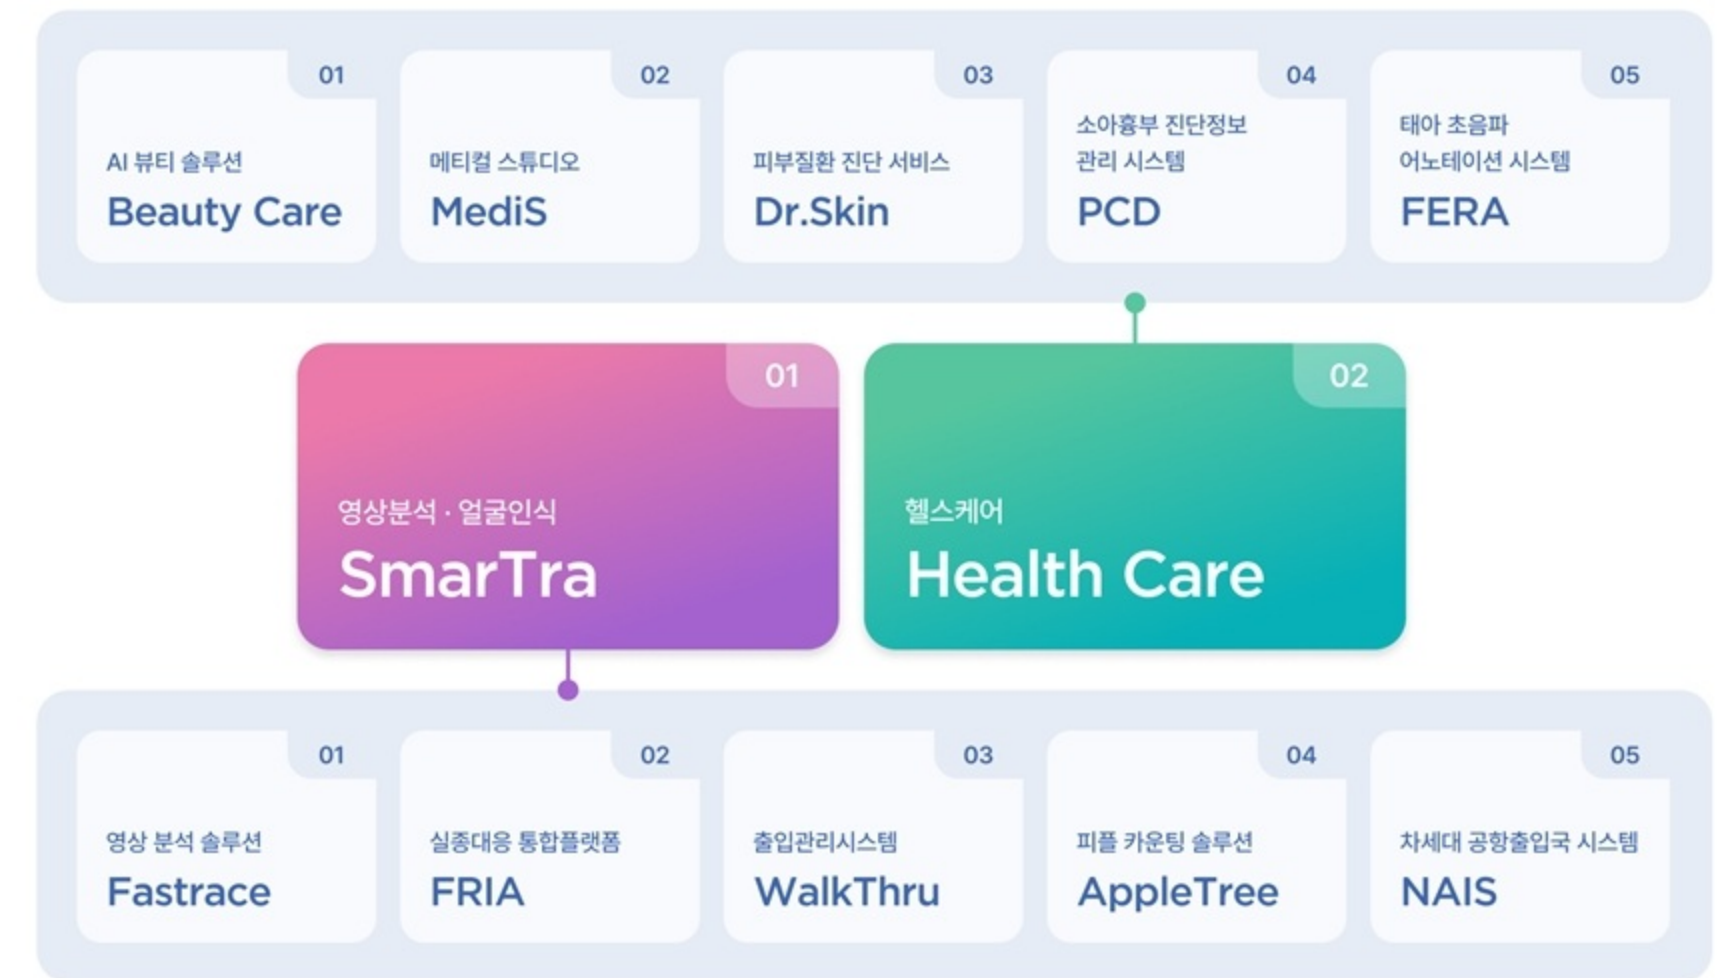 01
AI 뷰티 솔루션
Beauty Care
02
메티컬 스튜디오
MediS
03
피부질환 진단 서비스
Dr.Skin
04
소아흉부 진단정보
관리 시스템
PCD
05
태아 초음파
어노테이션 시스템
FERA
01
영상분석 · 얼굴인식
SmarTra
02
헬스케어
Health Care
01
영상 분석 솔루션
Fastrace
02
실종대응 통합플랫폼
FRIA
03
출입관리시스템
WalkThru
04
피플 카운팅 솔루션
AppleTree
05
차세대 공항출입국 시스템
NAIS